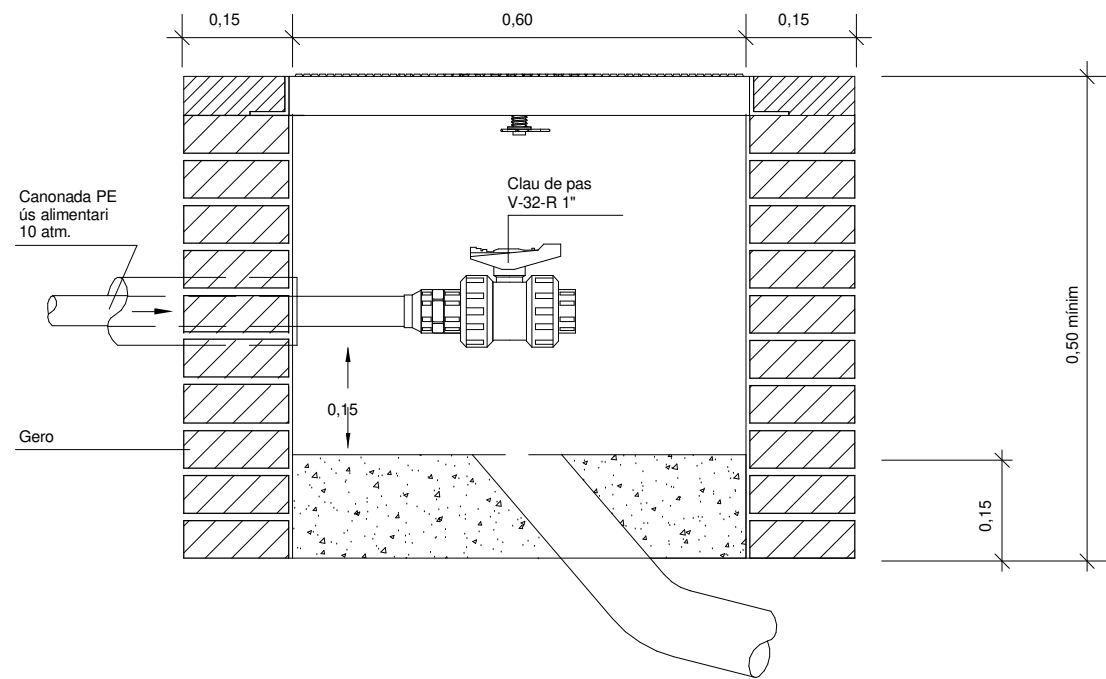 0,15
0,60
0,15
Canonada PE
ús alimentari
10 atm.
Clau de pas
V-32-R 1"
0,50 mínim
0,15
Gero
0,15